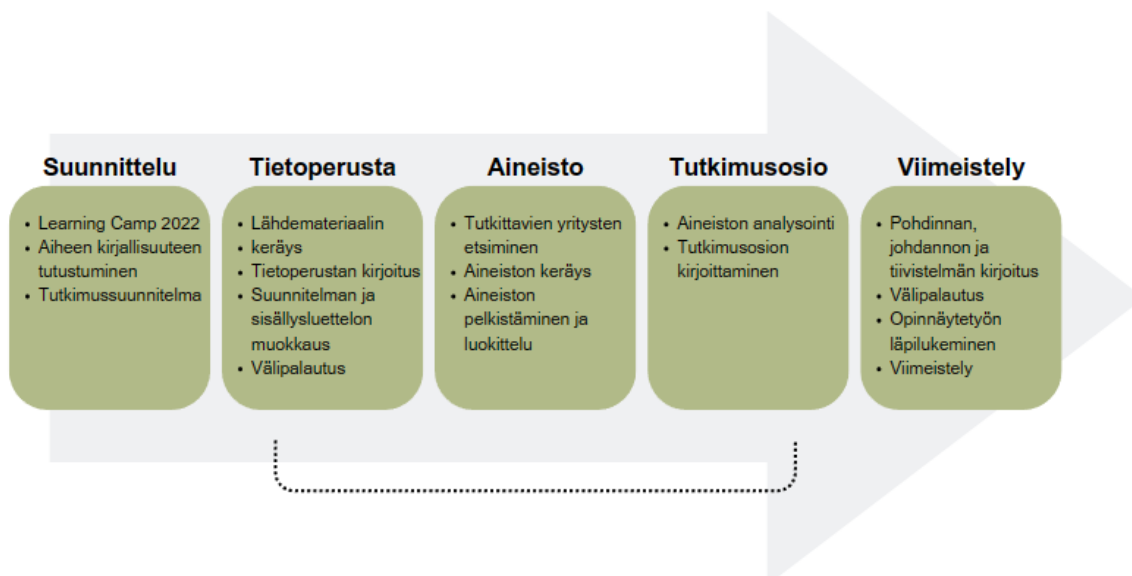 Suunnittelu
• Learning Camp 2022
• Aiheen kirjallisuuteen
tutustuminen
• Tutkimussuunnitelma
Tietoperusta
• Lähdemateriaalin
• keräys
• Tietoperustan kirjoitus
• Suunnitelman ja
sisällysluettelon
muokkaus
• Välipalautus
Aineisto
• Tutkittavien yritysten
etsiminen
• Aineiston keräys
• Aineiston
pelkistäminen ja
luokittelu
Tutkimusosio
• Aineiston analysointi
• Tutkimusosion
kirjoittaminen
Viimeistely
• Pohdinnan,
johdannon ja
tiivistelmän kirjoitus
• Välipalautus
• Opinnäytetyön
läpilukeminen
• Viimeistely